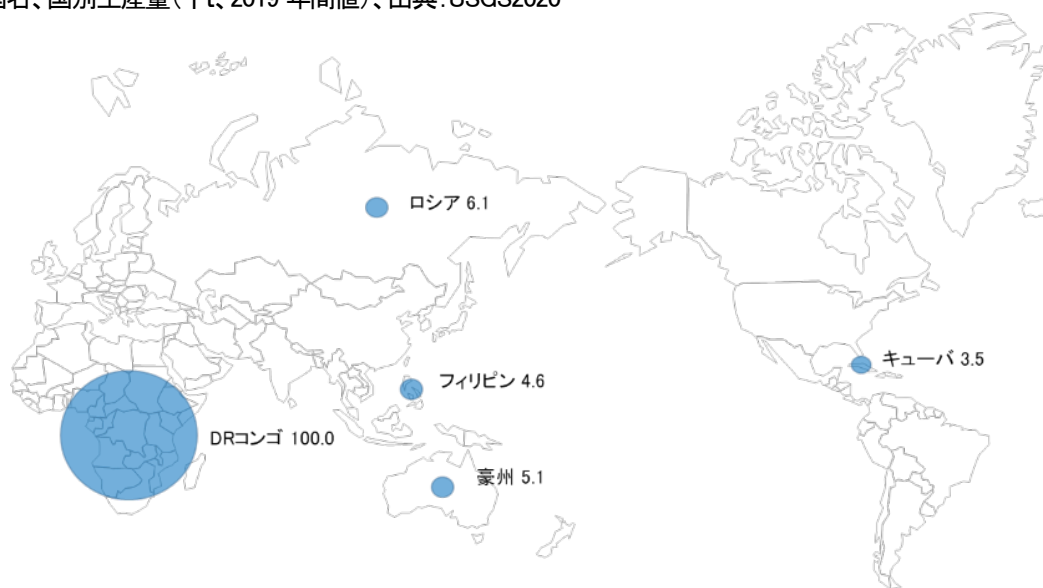 国別生産量(千t、2019 年間値)、出典:USGS2020
ロシア 6.1
キューバ 3.5
フィリピン 4.6
DRコンゴ 100.0
豪州 5.1